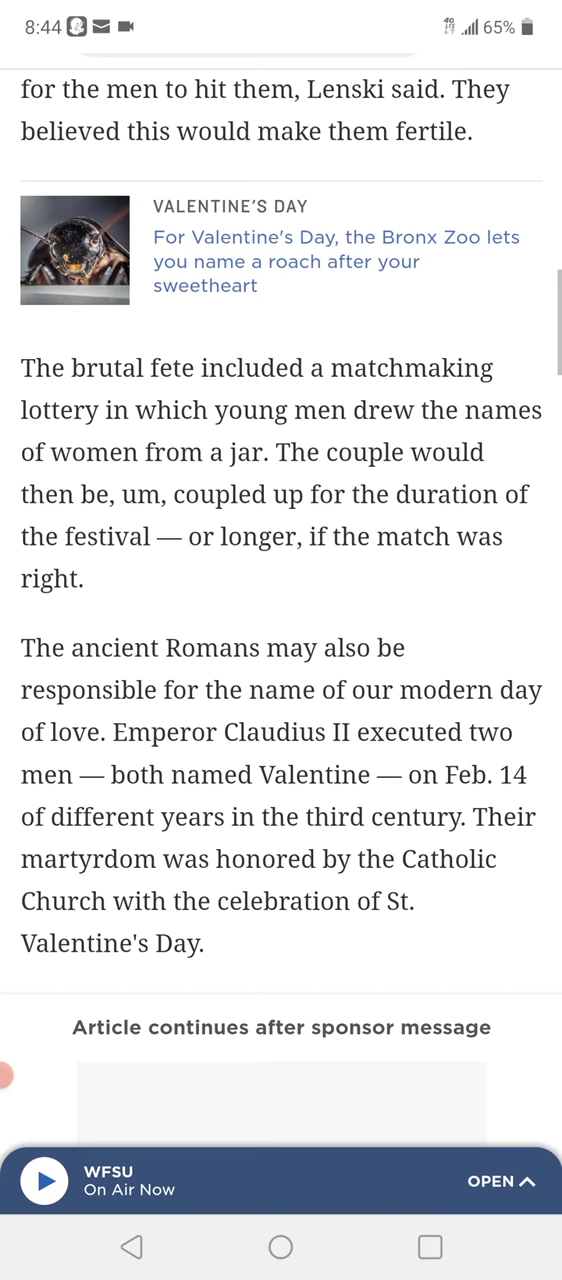 8:44
4G
LTE
65%
for the men to hit them, Lenski said. They
believed this would make them fertile.
VALENTINE'S DAY
For Valentine's Day, the Bronx Zoo lets
you name a roach after your
sweetheart
The brutal fete included a matchmaking
lottery in which young men drew the names
of women from a jar. The couple would
then be, um, coupled up for the duration of
the festival — or longer, if the match was
right.
The ancient Romans may also be
responsible for the name of our modern day
of love. Emperor Claudius II executed two
men — both named Valentine — on Feb. 14
of different years in the third century. Their
martyrdom was honored by the Catholic
Church with the celebration of St.
Valentine's Day.
Article continues after sponsor message
WFSU
On Air Now
OPEN